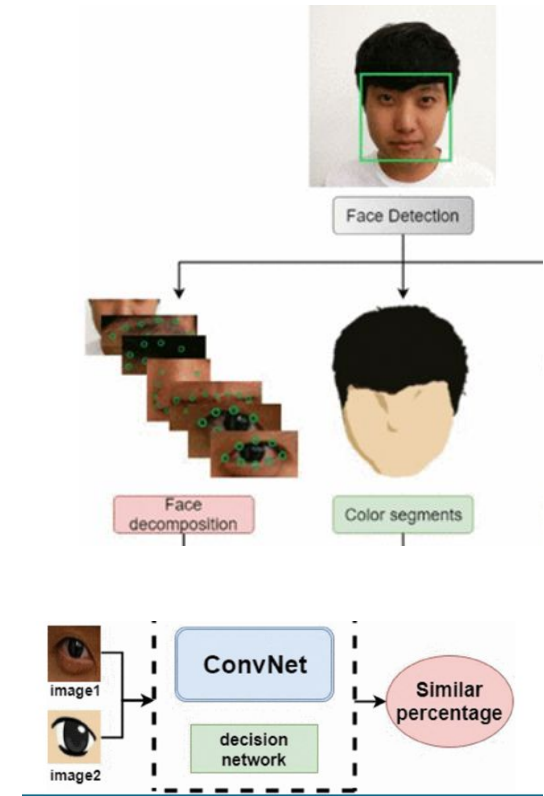 Face Detection
Face
decomposition
Color segments
ConvNet
decision
network
image1
image2
Similar
percentage